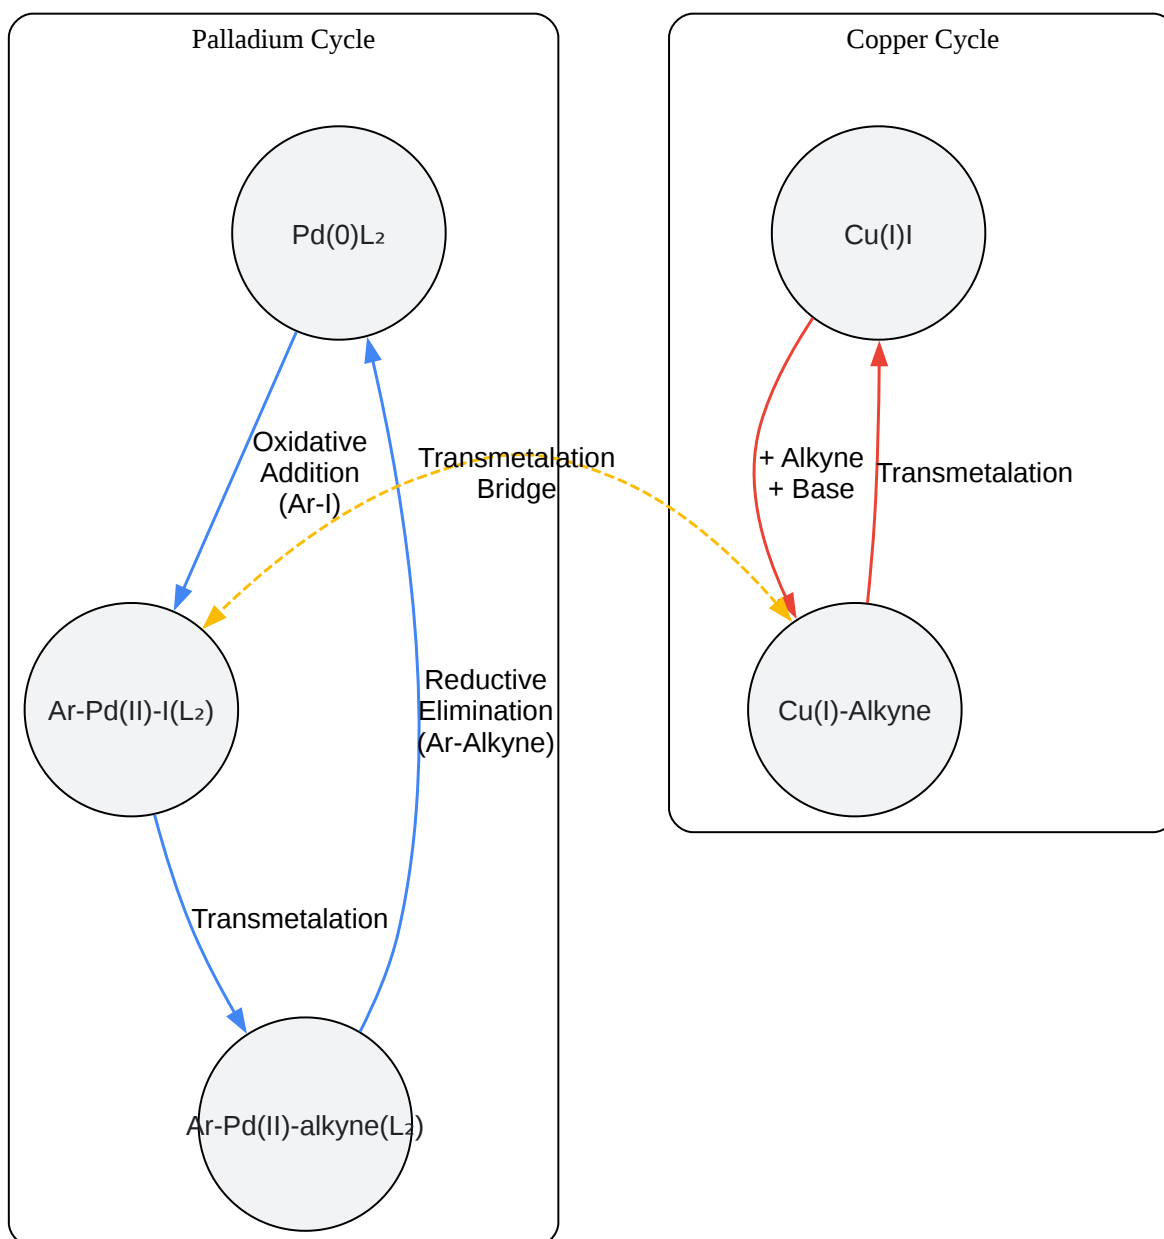 Palladium Cycle
Copper Cycle
Pd(0)L₂
Cu(I)I
Oxidative
Addition
(Ar-I)
Transmetalation
Bridge
+ Alkyne
+ Base
Transmetalation
Reductive
Elimination
(Ar-Alkyne)
Ar-Pd(II)-I(L₂)
Cu(I)-Alkyne
Transmetalation
Ar-Pd(II)-alkyne(L₂)